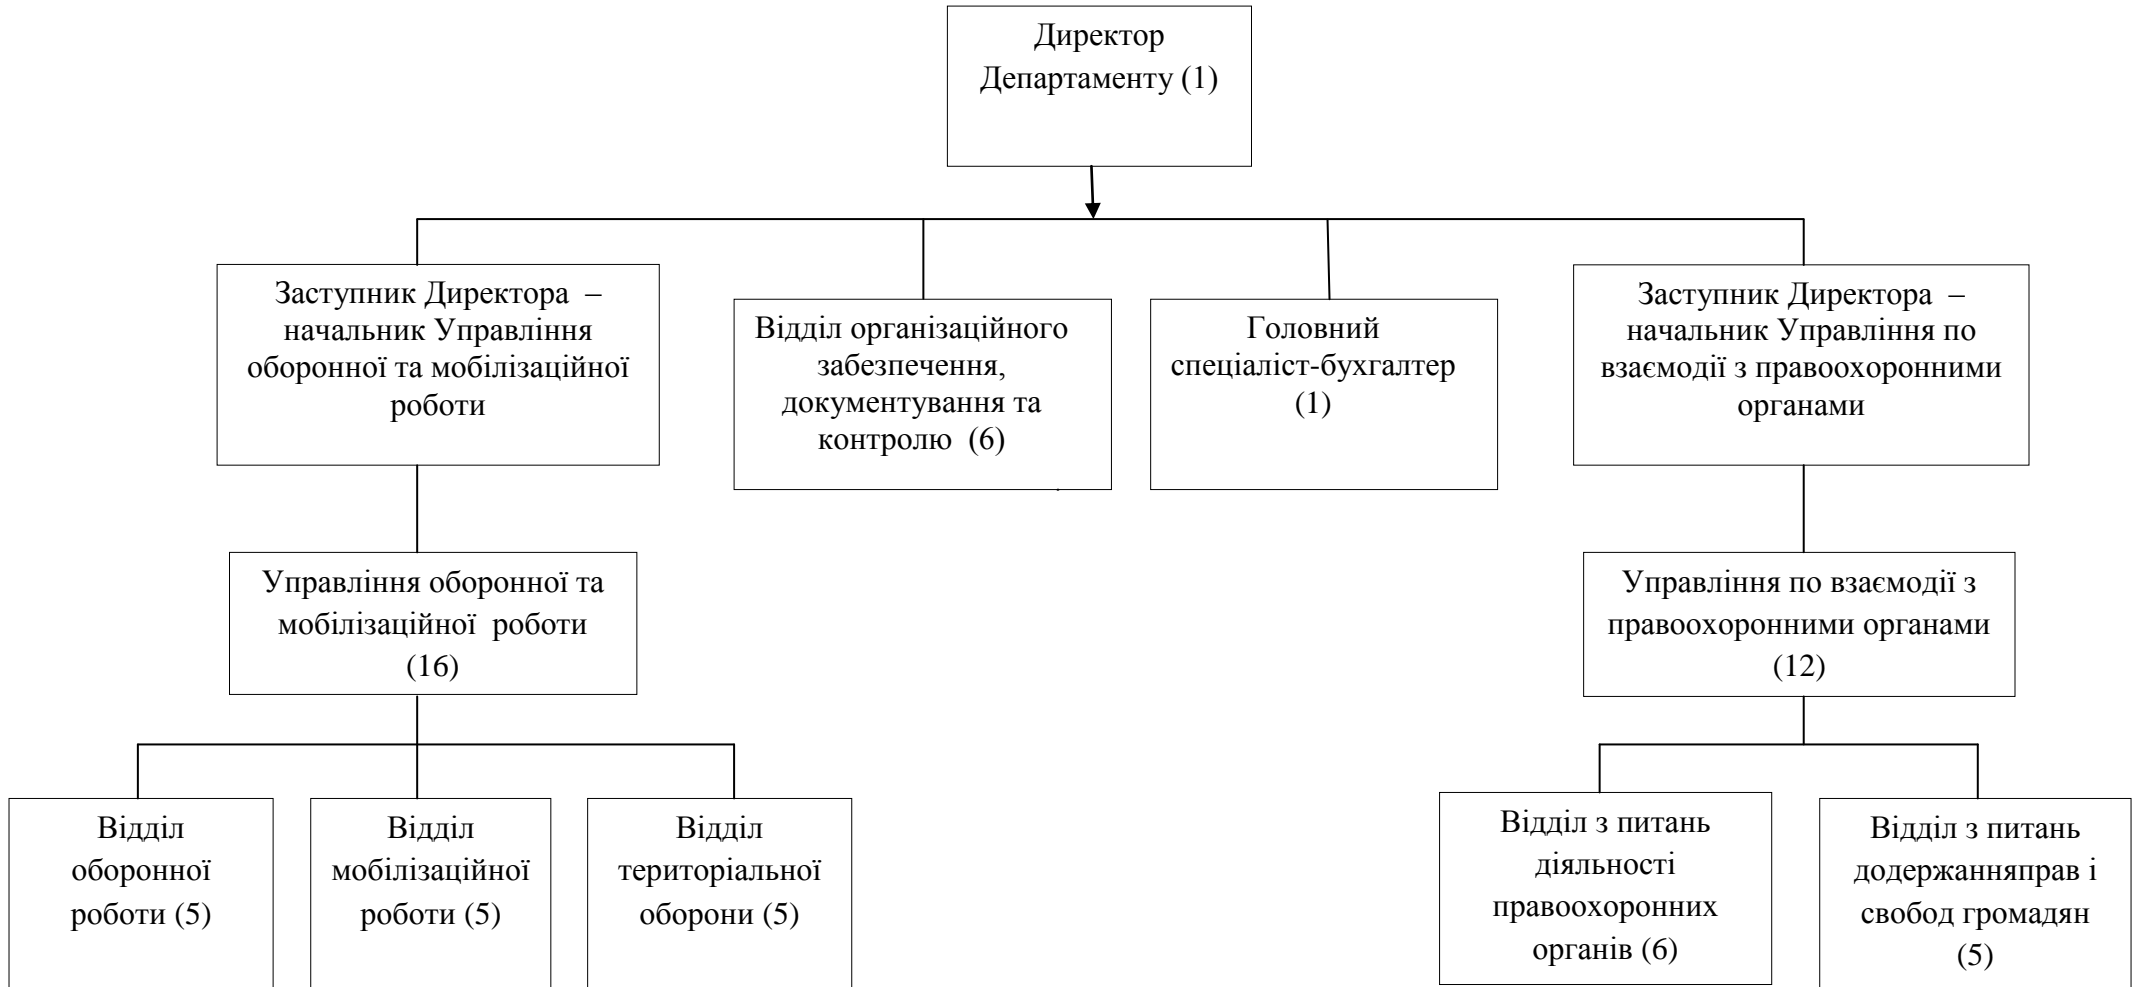 Директор
Департаменту (1)
Заступник Директора –
начальник Управління
оборонної та мобілізаційної
роботи
Відділ організаційного
забезпечення,
документування та
контролю (6)
Головний
спеціаліст-бухгалтер
(1)
Заступник Директора –
начальник Управління по
взаємодії з правоохоронними
органами
Управління оборонної та
мобілізаційної роботи
(16)
Управління по взаємодії з
правоохоронними органами
(12)
Відділ
оборонної
роботи (5)
Відділ
мобілізаційної
роботи (5)
Відділ
територіальної
оборони (5)
Відділ з питань
діяльності
правоохоронних
органів (6)
Відділ з питань
додержанняправ і
свобод громадян
(5)